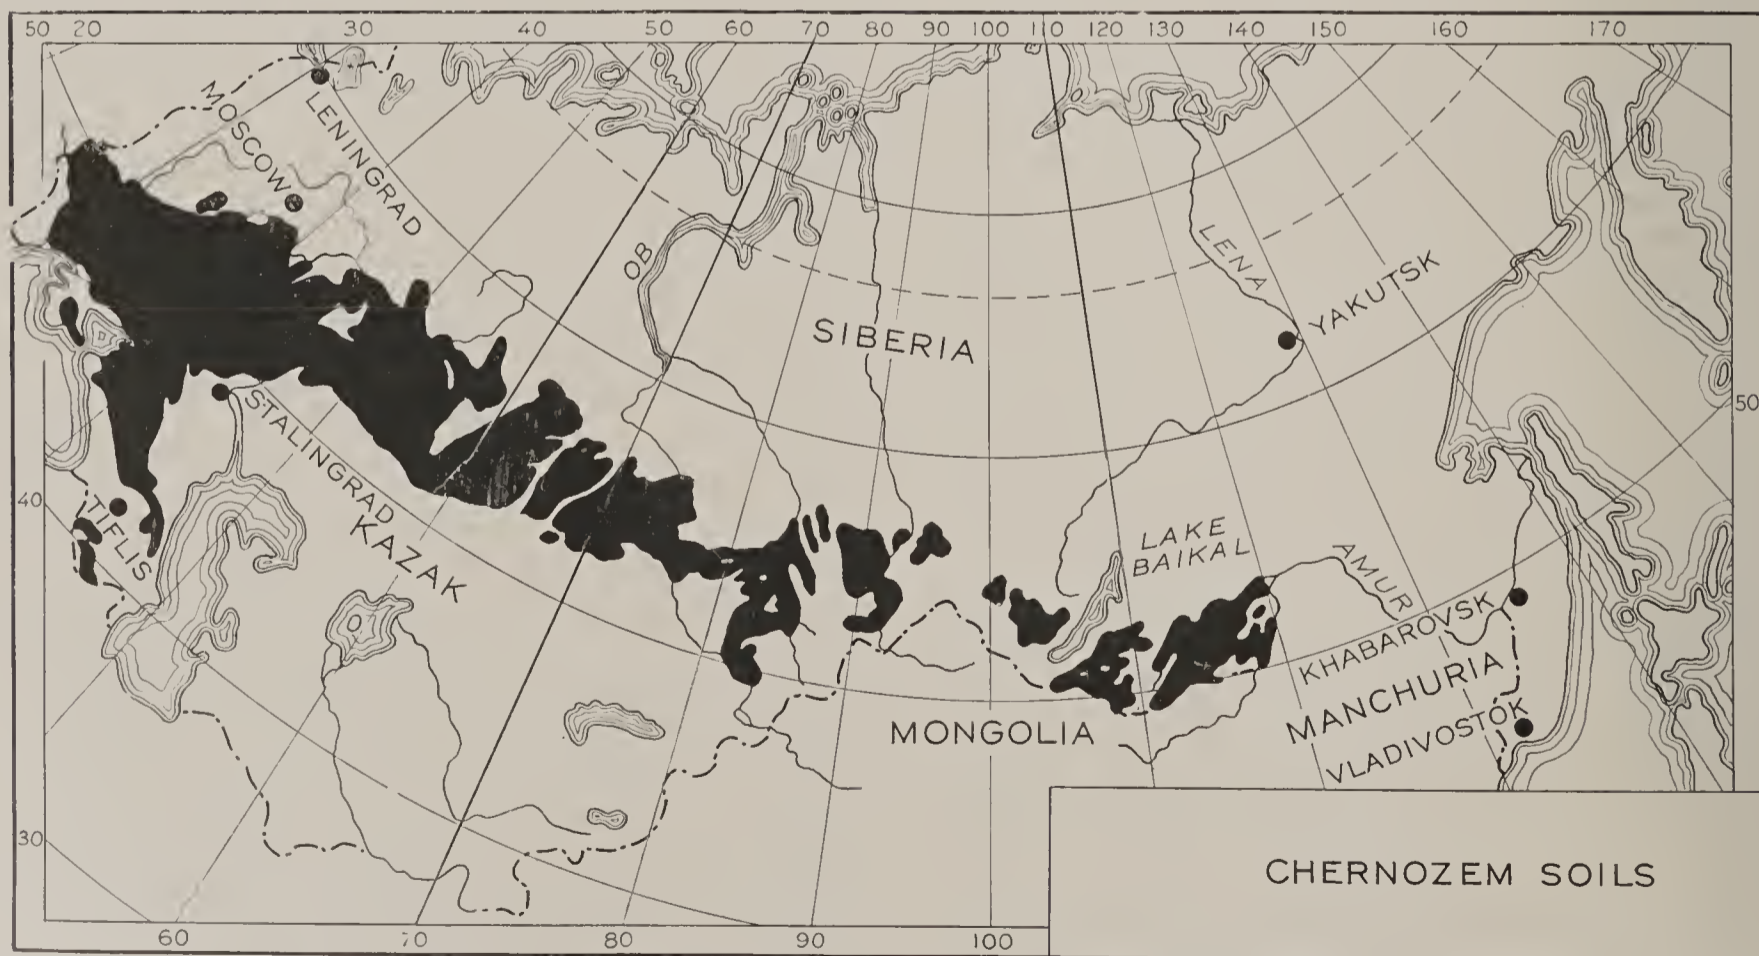 50 20 30 40 50 60 70 80 90 100 110 120 130 140 150 160 170
MOSCOW
LENINGRAD
OB
SIBERIA
LENA
YAKUTSK
50
STALINGRAD
40
TIFLIS
KAZAK
LAKE
BAIKAL
AMUR
KHABAROVSK
MANCHURIA
MONGOLIA
VLADIVOSTOK
30
CHERNOZEM SOILS
60 70 80 90 100